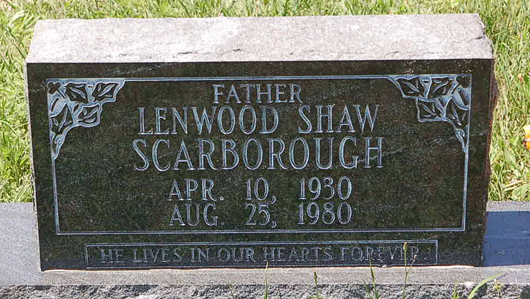 FATHER
LENWOOD SHAW
SCARBOROUGH
APR. 10, 1930
AUG. 25, 1980
HE LIVES IN OUR HEARTS FOREVER.